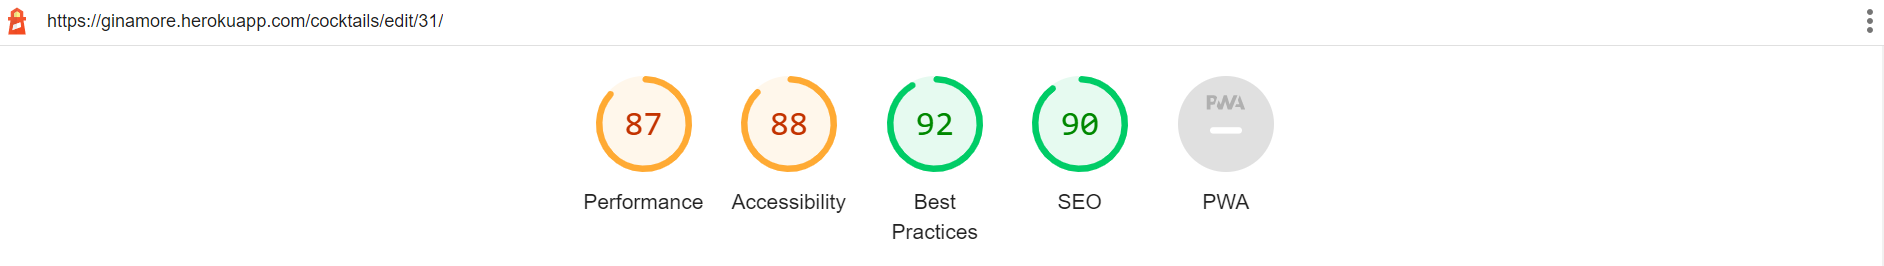 https://ginamore.herokuapp.com/cocktails/edit/31/
87 88 92 90 PWA
Performance Accessibility Best Practices SEO PWA